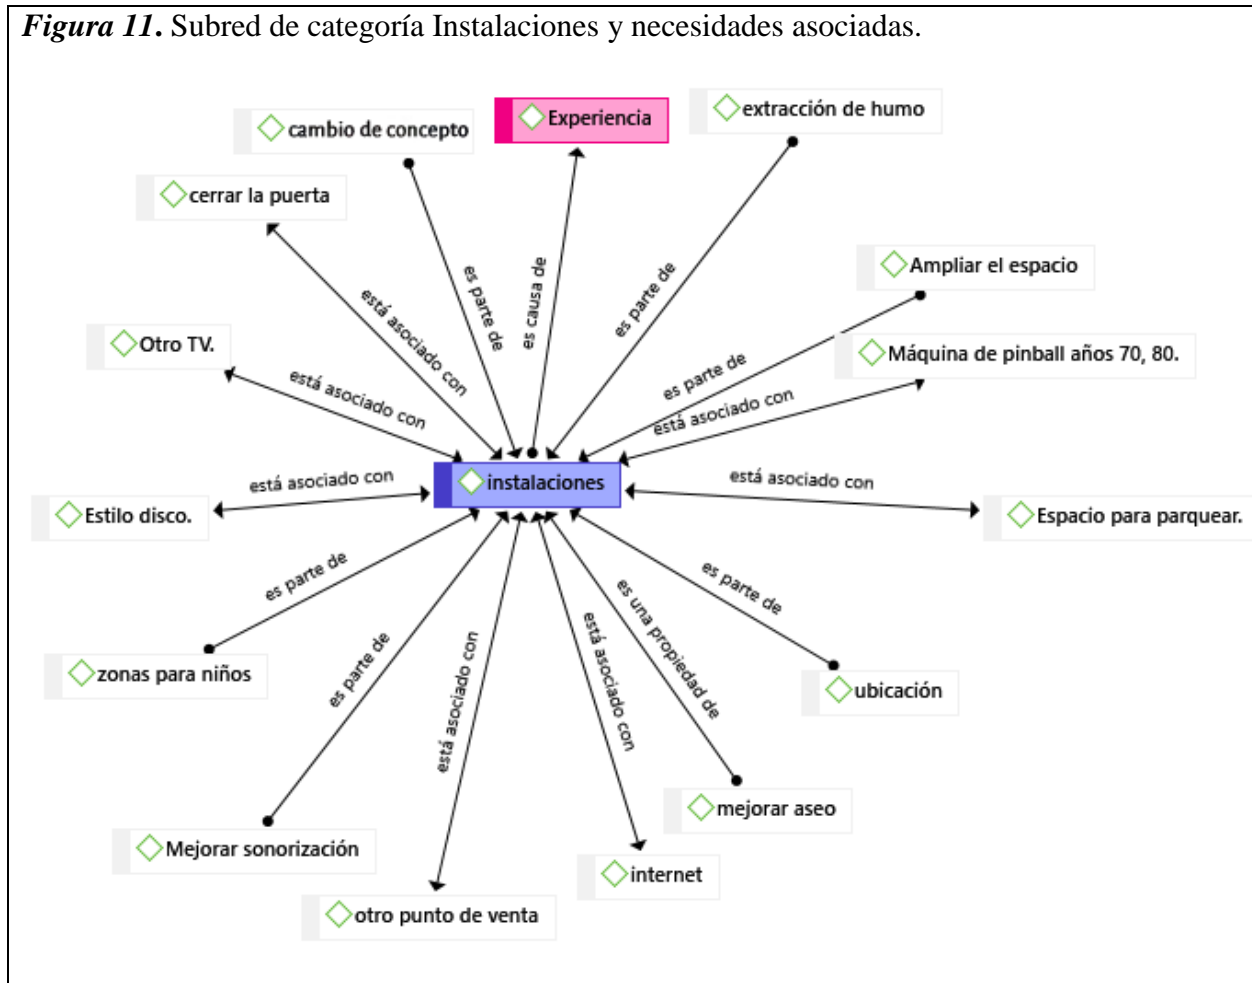 Figura 11. Subred de categoría Instalaciones y necesidades asociadas.
Experiencia
extracción de humo
cambio de concepto
cerrar la puerta
Ampliar el espacio
Otro TV.
Máquina de pinball años 70, 80.
es parte de
es causa de
es parte de
está asociado con
es parte de
está asociado con
está asociado con
está asociado con
instalaciones
está asociado con
Estilo disco.
Espacio para parquear.
es parte de
es parte de
es una propiedad de
está asociado con
es parte de
está asociado con
zonas para niños
ubicación
mejorar aseo
Mejorar sonorización
internet
otro punto de venta